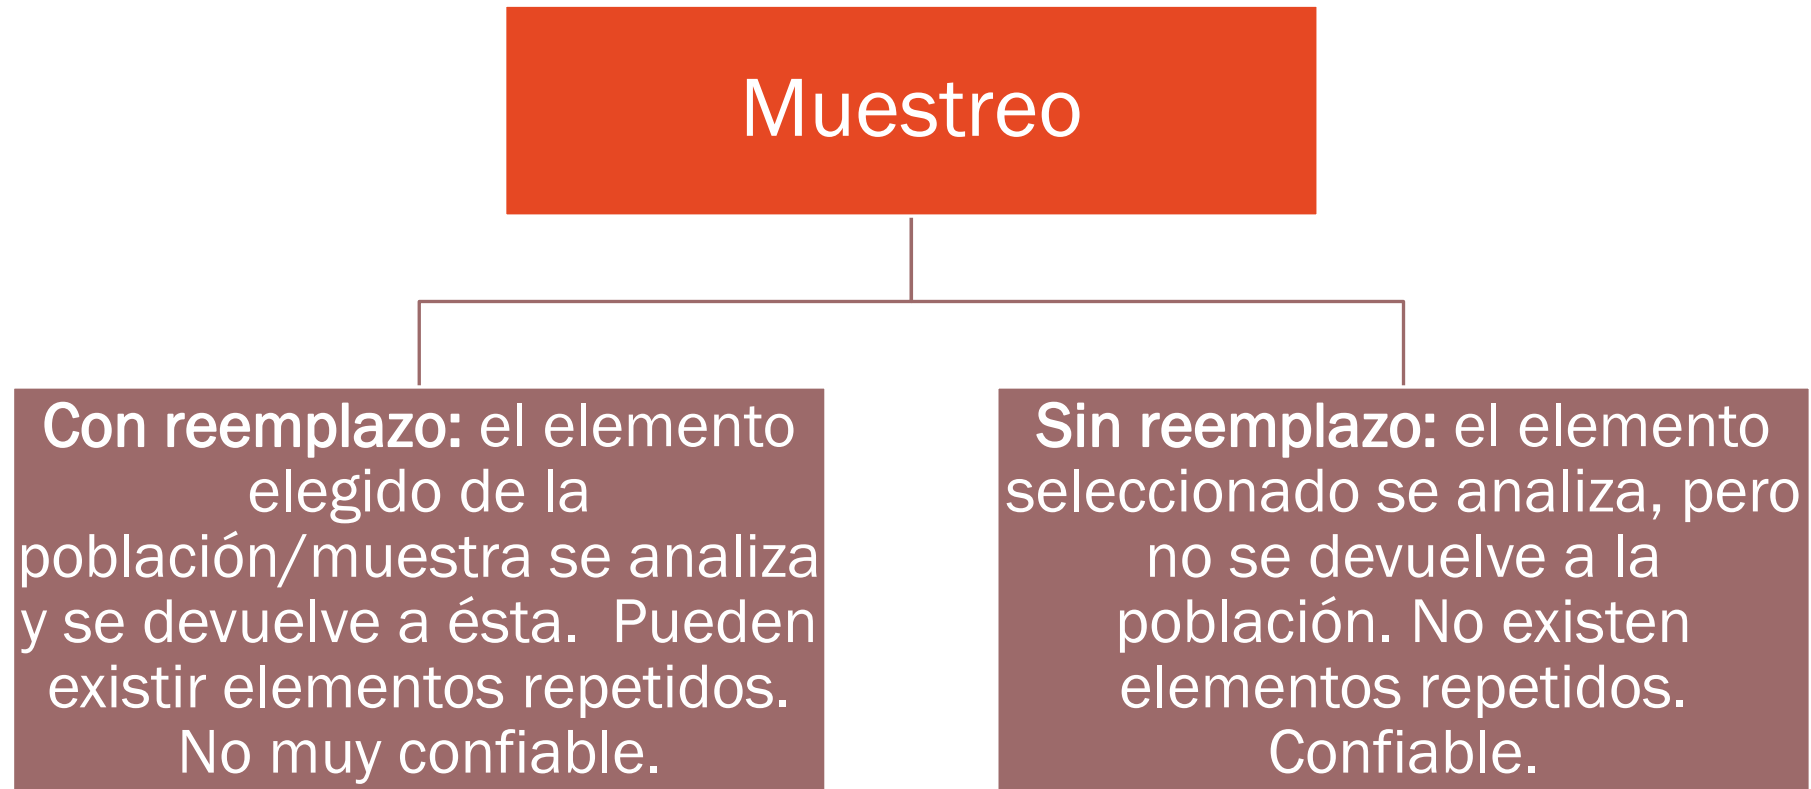 Muestreo
Con reemplazo: el elemento
elegido de la
población/muestra se analiza
y se devuelve a ésta.  Pueden
existir elementos repetidos.
No muy confiable.
Sin reemplazo: el elemento
seleccionado se analiza, pero
no se devuelve a la
población. No existen
elementos repetidos.
Confiable.